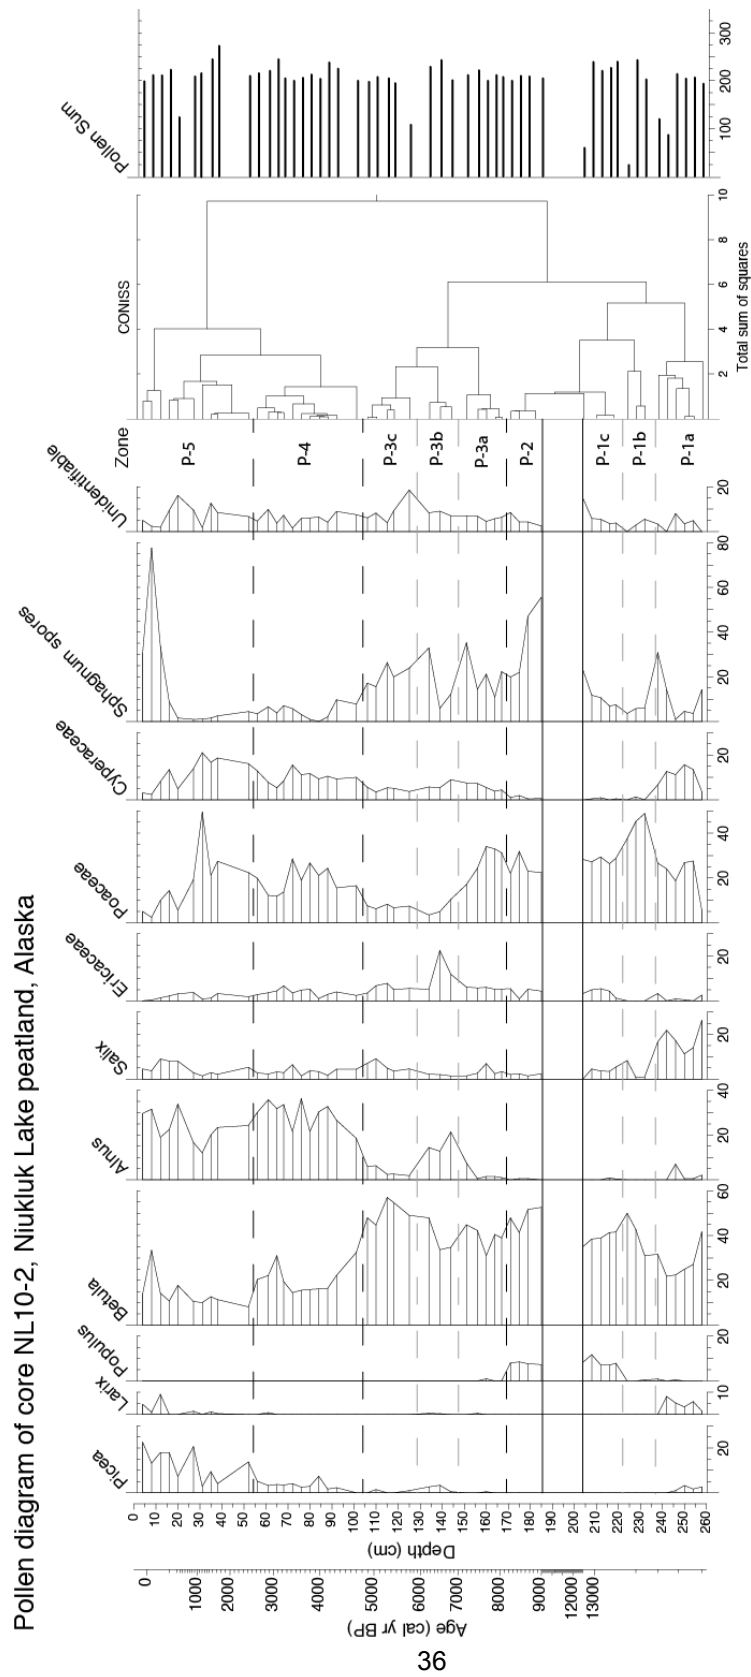 Pollen diagram of core NL10-2, Niukluk Lake peatland, Alaska
Age (cal yr BP)
0
1000
2000
3000
4000
5000
6000
7000
8000
9000
12000
13000
Depth (cm)
0
10
20
30
40
50
60
70
80
90
100
110
120
130
140
150
160
170
180
190
200
210
220
230
240
250
260
Picea
20
Larix
10
Populus
20
Betula
20
40
60
Alnus
20
40
Salix
20
Ericaceae
20
Poaceae
20
40
Cyperaceae
20
Sphagnum spores
20
40
60
80
Unidentifiable
20
Zone
P-5
P-4
P-3c
P-3b
P-3a
P-2
P-1c
P-1b
P-1a
CONISS
2
4
6
8
10
Total sum of squares
Pollen Sum
100
200
300
36